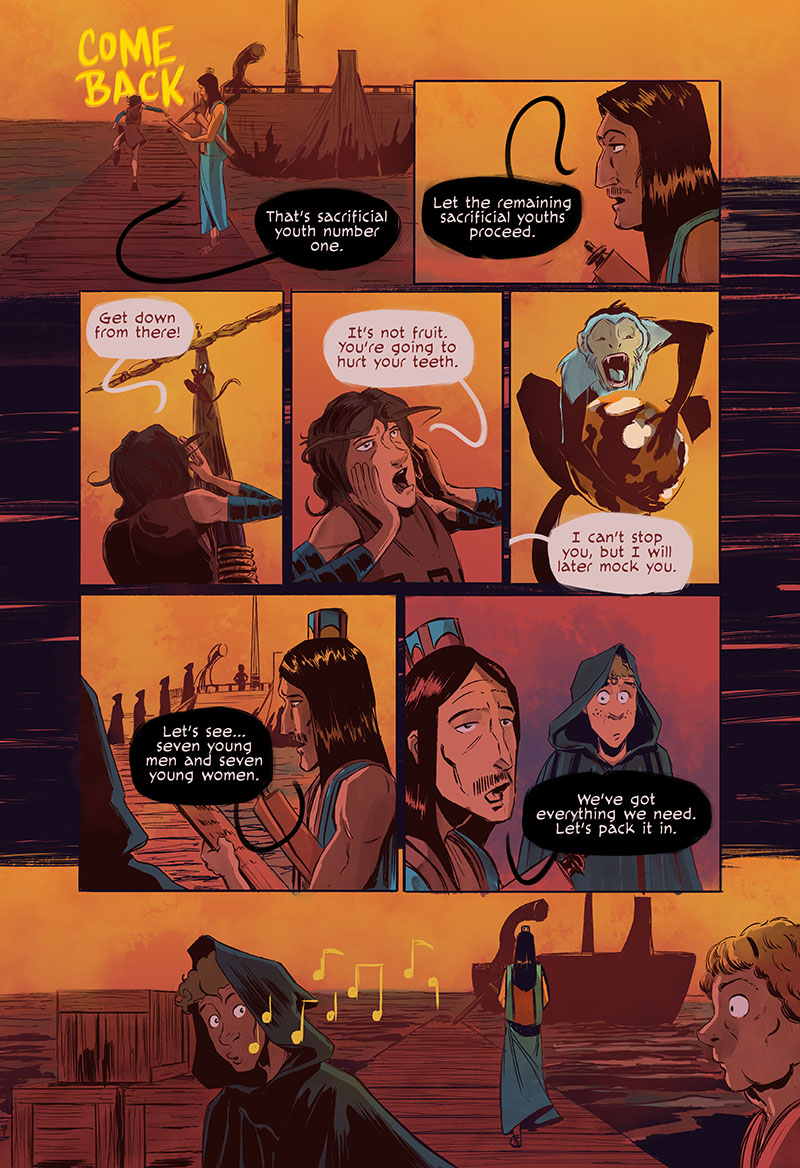 COME
BACK
That's sacrificial
youth number
one.
Let the remaining
sacrificial youths
proceed.
Get down
from there!
It's not fruit.
You're going to
hurt your teeth.
I can't stop
you, but I will
later mock you.
Let's see...
seven young
men and seven
young women.
We've got
everything we need.
Let's pack it in.